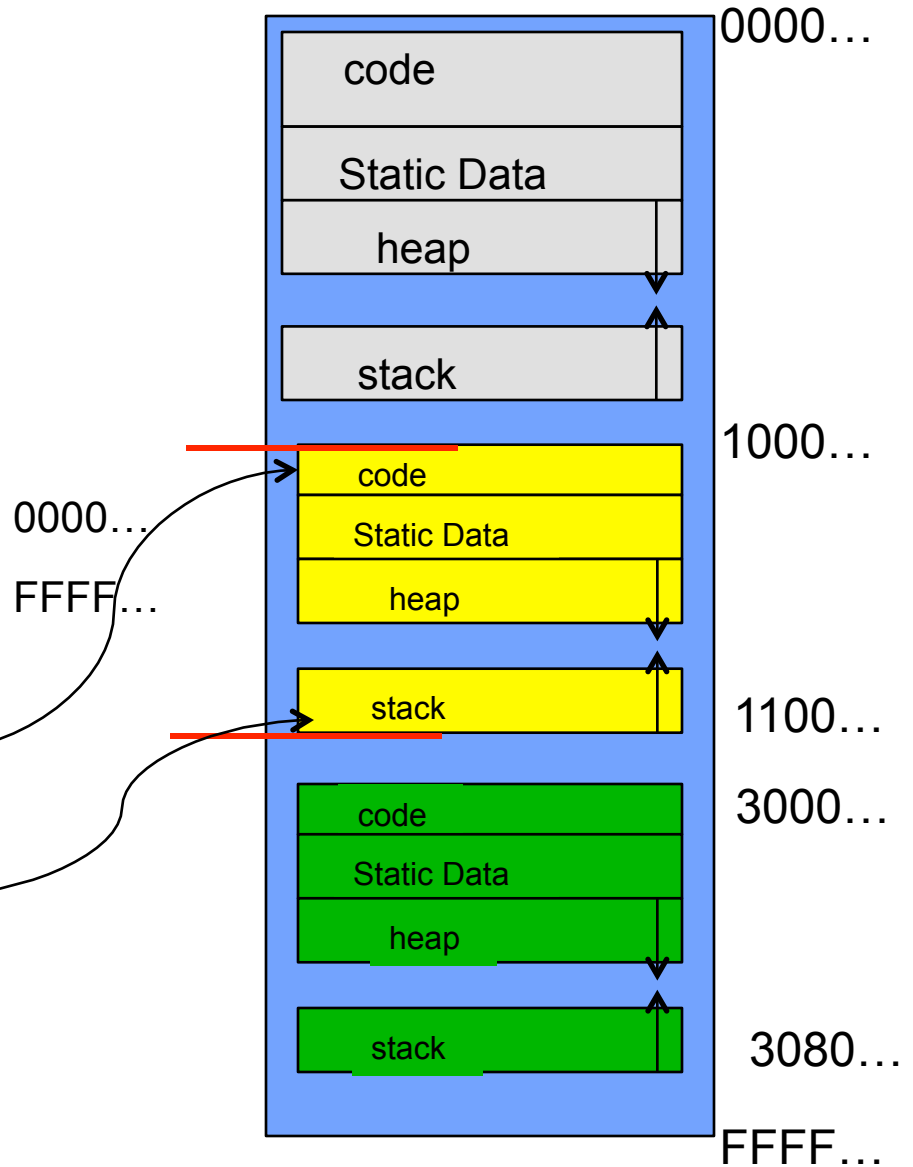 0000…
code
Static Data
heap
stack
1000…
code
0000…
Static Data
FFFF…
heap
stack
1100…
3000…
code
Static Data
heap
stack
3080…
FFFF…